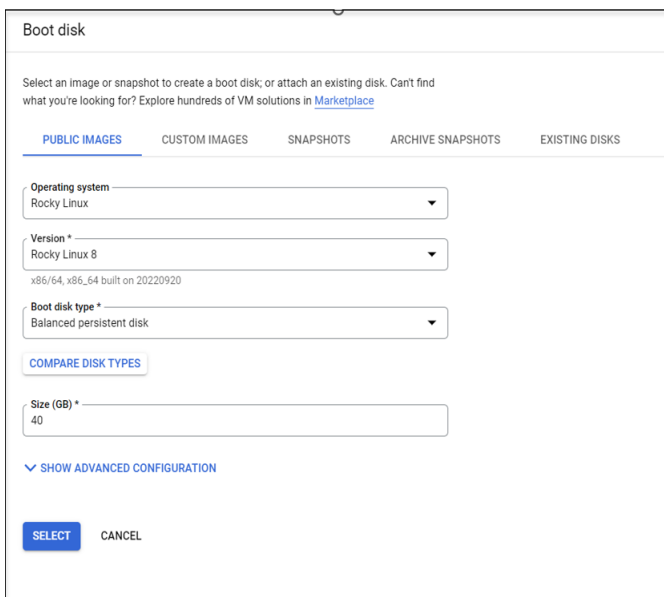 Boot disk
Select an image or snapshot to create a boot disk; or attach an existing disk. Can't find
what you're looking for? Explore hundreds of VM solutions in Marketplace
PUBLIC IMAGES CUSTOM IMAGES SNAPSHOTS ARCHIVE SNAPSHOTS EXISTING DISKS
Operating system
Rocky Linux
Version *
Rocky Linux 8
x86/64, x86_64 built on 20220920
Boot disk type *
Balanced persistent disk
COMPARE DISK TYPES
Size (GB) *
40
SHOW ADVANCED CONFIGURATION
SELECT CANCEL